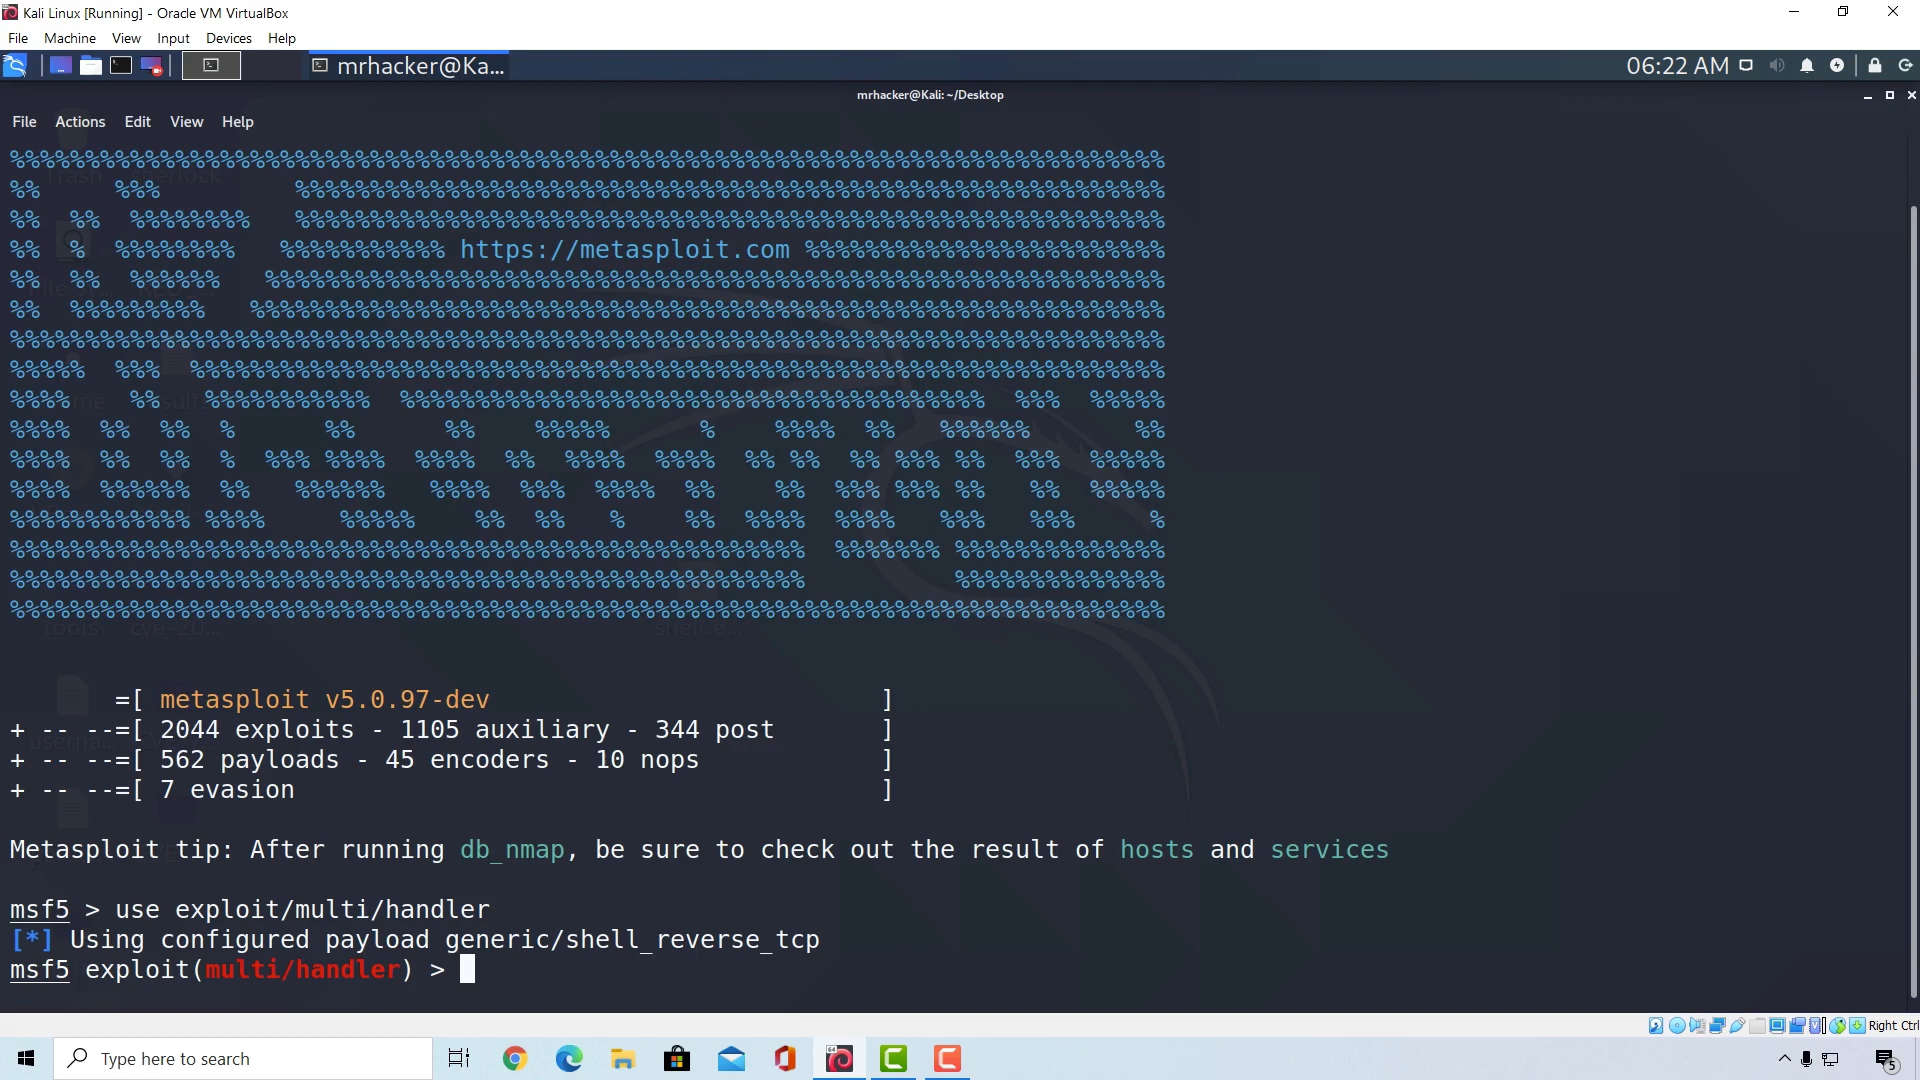 Kali Linux [Running] - Oracle VM VirtualBox
File Machine View Input Devices Help
mrhacker@Ka...
06:22 AM
mrhacker@Kali: ~/Desktop
File Actions Edit View Help
https://metasploit.com
=[ metasploit v5.0.97-dev ]
+ -- --=[ 2044 exploits - 1105 auxiliary - 344 post ]
+ -- --=[ 562 payloads - 45 encoders - 10 nops ]
+ -- --=[ 7 evasion ]
Metasploit tip: After running db_nmap, be sure to check out the result of hosts and services
msf5 > use exploit/multi/handler
[*] Using configured payload generic/shell_reverse_tcp
msf5 exploit(multi/handler) >
Right Ctrl
Type here to search
5